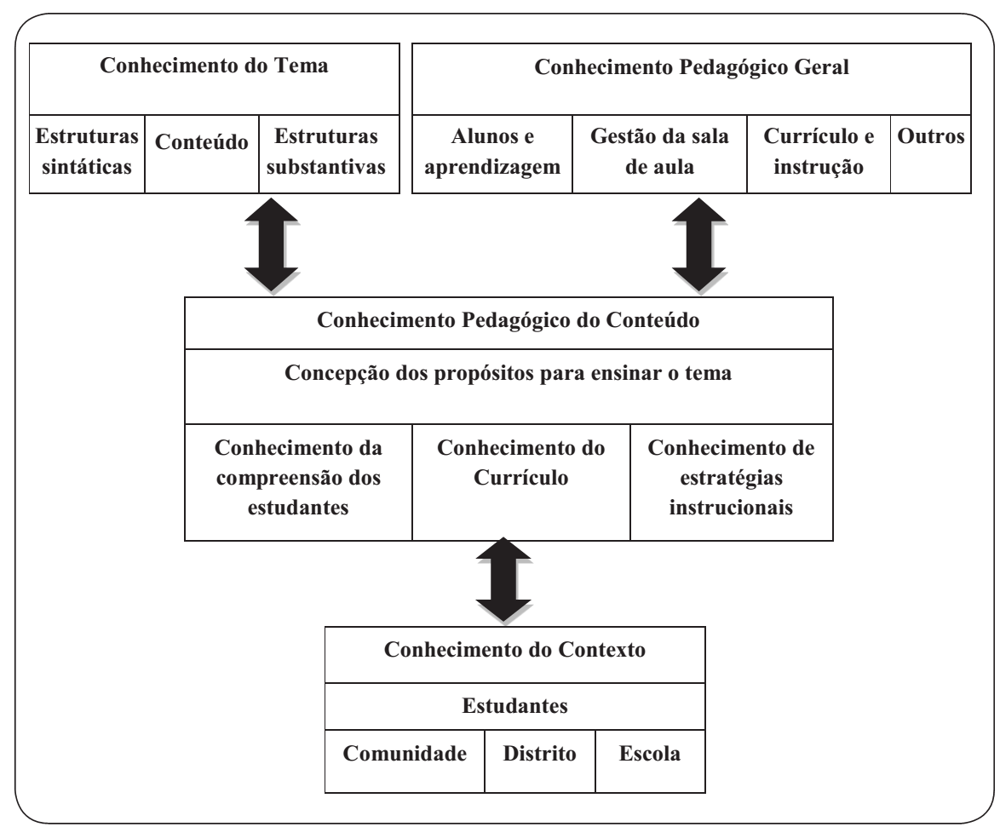 Conhecimento do Tema
Estruturas
sintáticas
Conteúdo
Estruturas
substantivas
Conhecimento Pedagógico Geral
Alunos e
aprendizagem
Gestão da sala
de aula
Currículo e
instrução
Outros
Conhecimento Pedagógico do Conteúdo
Concepção dos propósitos para ensinar o tema
Conhecimento da
compreensão dos
estudantes
Conhecimento do
Currículo
Conhecimento de
estratégias
instrucionais
Conhecimento do Contexto
Estudantes
Comunidade
Distrito
Escola